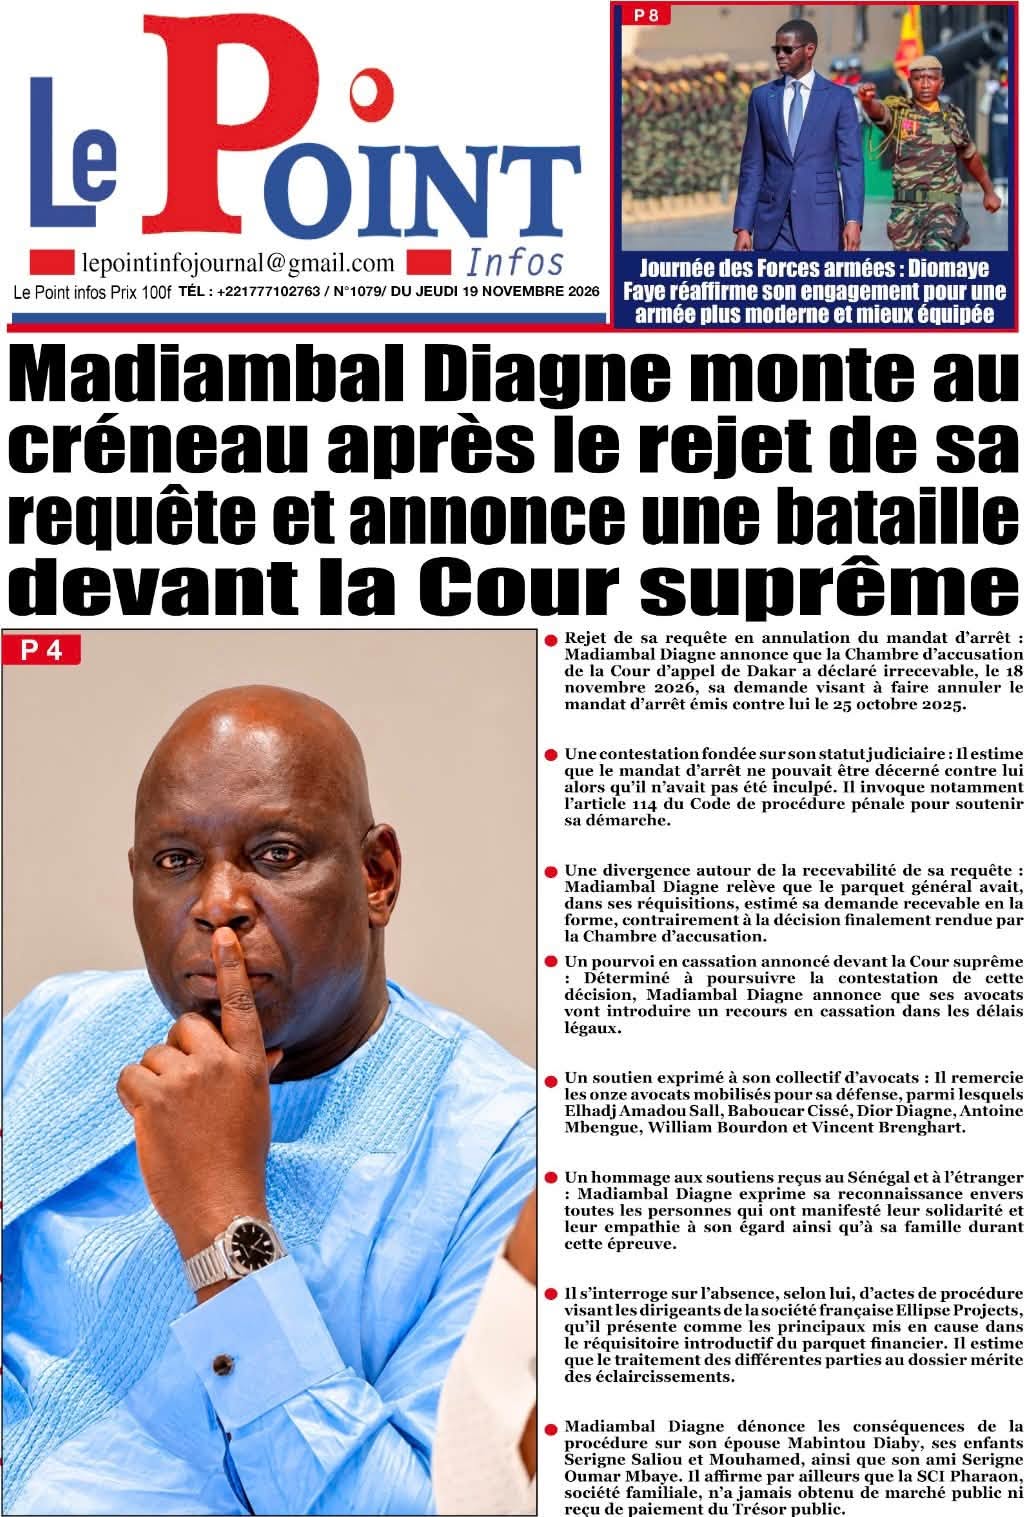 Le Point
Infos
lepointinfojournal@gmail.com
Le Point infos Prix 100f TÉL : +221777102763 / N°1079/ DU JEUDI 19 NOVEMBRE 2026
P 8
Journée des Forces armées : Diomaye
Faye réaffirme son engagement pour une
armée plus moderne et mieux équipée
Madiambal Diagne monte au
créneau après le rejet de sa
requête et annonce une bataille
devant la Cour suprême
P 4
Rejet de sa requête en annulation du mandat d'arrêt :
Madiambal Diagne annonce que la Chambre d'accusation
de la Cour d'appel de Dakar a déclaré irrecevable, le 18
novembre 2026, sa demande visant à faire annuler le
mandat d'arrêt émis contre lui le 25 octobre 2025.
Une contestation fondée sur son statut judiciaire : Il estime
que le mandat d'arrêt ne pouvait être décerné contre lui
alors qu'il n'avait pas été inculpé. Il invoque notamment
l'article 114 du Code de procédure pénale pour soutenir
sa démarche.
Une divergence autour de la recevabilité de sa requête :
Madiambal Diagne relève que le parquet général avait,
dans ses réquisitions, estimé sa demande recevable en la
forme, contrairement à la décision finalement rendue par
la Chambre d'accusation.
Un pourvoi en cassation annoncé devant la Cour suprême
: Déterminé à poursuivre la contestation de cette
décision, Madiambal Diagne annonce que ses avocats
vont introduire un recours en cassation dans les délais
légaux.
Un soutien exprimé à son collectif d'avocats : Il remercie
les onze avocats mobilisés pour sa défense, parmi lesquels
Elhadj Amadou Sall, Baboucar Cissé, Dior Diagne, Antoine
Mbengue, William Bourdon et Vincent Brenghart.
Un hommage aux soutiens reçus au Sénégal et à l'étranger
: Madiambal Diagne exprime sa reconnaissance envers
toutes les personnes qui ont manifesté leur solidarité et
leur empathie à son égard ainsi qu'à sa famille durant
cette épreuve.
Il s'interroge sur l'absence, selon lui, d'actes de procédure
visant les dirigeants de la société française Ellipse Projects,
qu'il présente comme les principaux mis en cause dans
le réquisitoire introductif du parquet financier. Il estime
que le traitement des différentes parties au dossier mérite
des éclaircissements.
Madiambal Diagne dénonce les conséquences de la
procédure sur son épouse Mabintou Diaby, ses enfants
Serigne Saliou et Mouhamed, ainsi que son ami Serigne
Oumar Mbaye. Il affirme par ailleurs que la SCI Pharaon,
société familiale, n'a jamais obtenu de marché public ni
reçu de paiement du Trésor public.